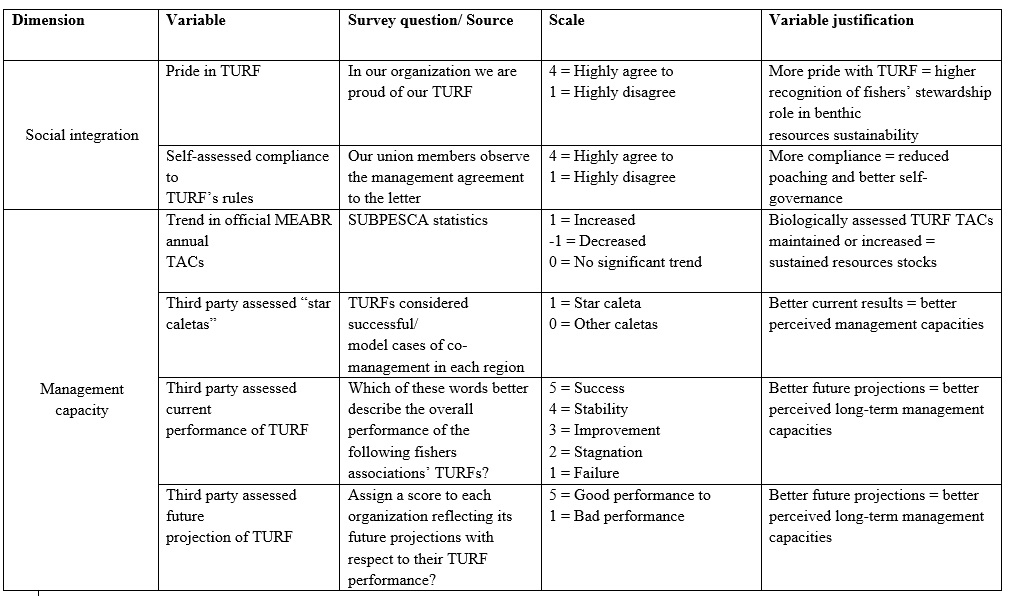 Dimension
Variable
Survey question/ Source
Scale
Variable justification
Social integration
Pride in TURF
In our organization we are
proud of our TURF
4 = Highly agree to
1 = Highly disagree
More pride with TURF = higher
recognition of fishers’ stewardship
role in benthic
resources sustainability
Self-assessed compliance
to
TURF’s rules
Our union members observe
the management agreement
to the letter
4 = Highly agree to
1 = Highly disagree
More compliance = reduced
poaching and better self-
governance
Management
capacity
Trend in official MEABR
annual
TACs
SUBPESCA statistics
1 = Increased
-1 = Decreased
0 = No significant trend
Biologically assessed TURF TACs
maintained or increased =
sustained resources stocks
Third party assessed “star
caletas”
TURFs considered
successful/
model cases of co-
management in each region
1 = Star caleta
0 = Other caletas
Better current results = better
perceived management capacities
Third party assessed
current
performance of TURF
Which of these words better
describe the overall
performance of the
following fishers
associations’ TURFs?
5 = Success
4 = Stability
3 = Improvement
2 = Stagnation
1 = Failure
Better future projections = better
perceived long-term management
capacities
Third party assessed
future
projection of TURF
Assign a score to each
organization reflecting its
future projections with
respect to their TURF
performance?
5 = Good performance to
1 = Bad performance
Better future projections = better
perceived long-term management
capacities